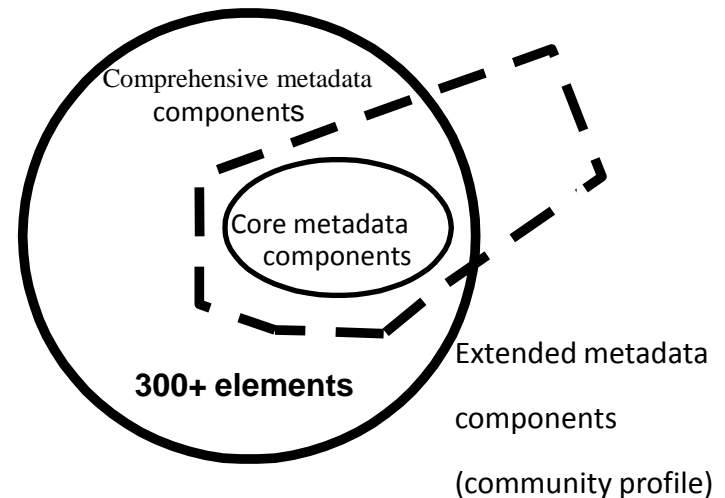 Comprehensive metadata
components
Core metadata
components
300+ elements
Extended metadata
components
(community profile)